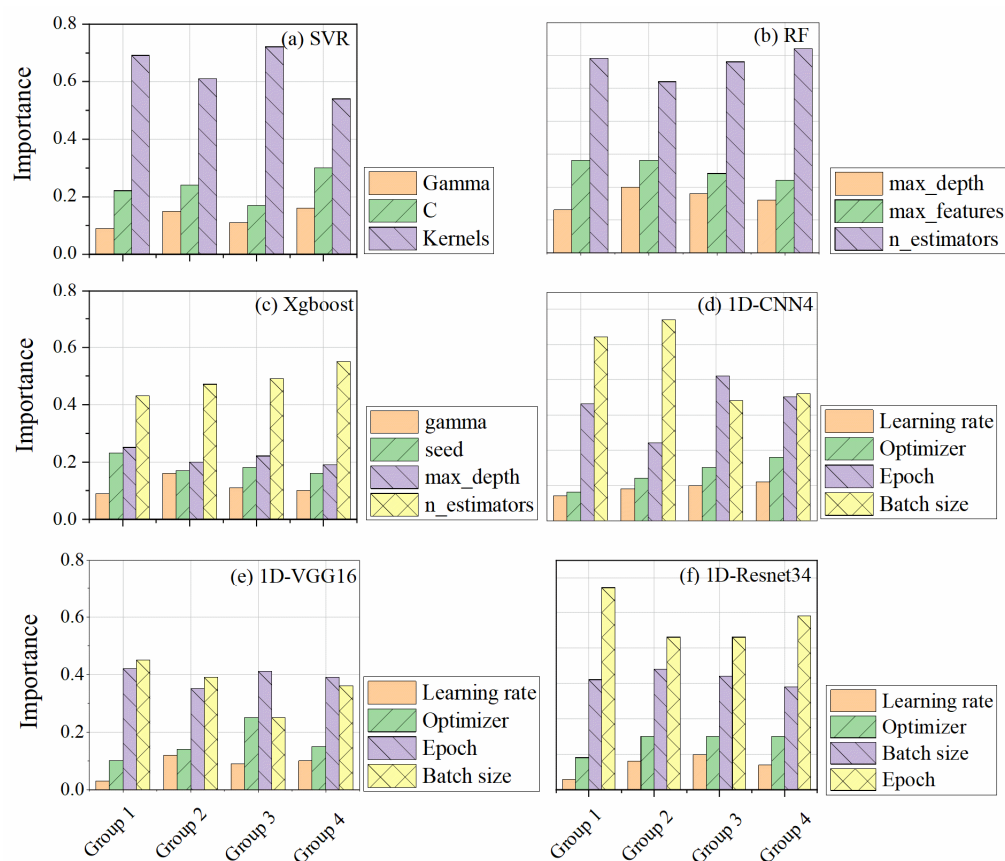 (a) SVR
Importance
0.8
0.6
0.4
0.2
0.0
Gamma
C
Kernels
(b) RF
max_depth
max_features
n_estimators
(c) Xgboost
Importance
0.8
0.6
0.4
0.2
0.0
gamma
seed
max_depth
n_estimators
(d) 1D-CNN4
Learning rate
Optimizer
Epoch
Batch size
(e) 1D-VGG16
Importance
0.8
0.6
0.4
0.2
0.0
Learning rate
Optimizer
Epoch
Batch size
Group 1
Group 2
Group 3
Group 4
(f) 1D-Resnet34
Learning rate
Optimizer
Batch size
Epoch
Group 1
Group 2
Group 3
Group 4